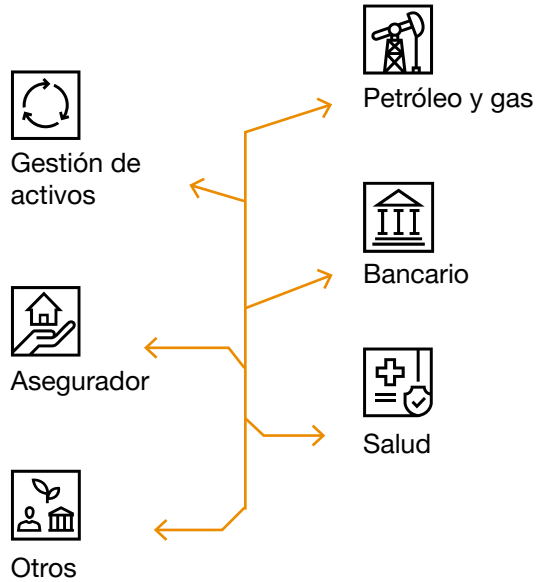 Petróleo y gas
Gestión de
activos
Bancario
Asegurador
Salud
Otros